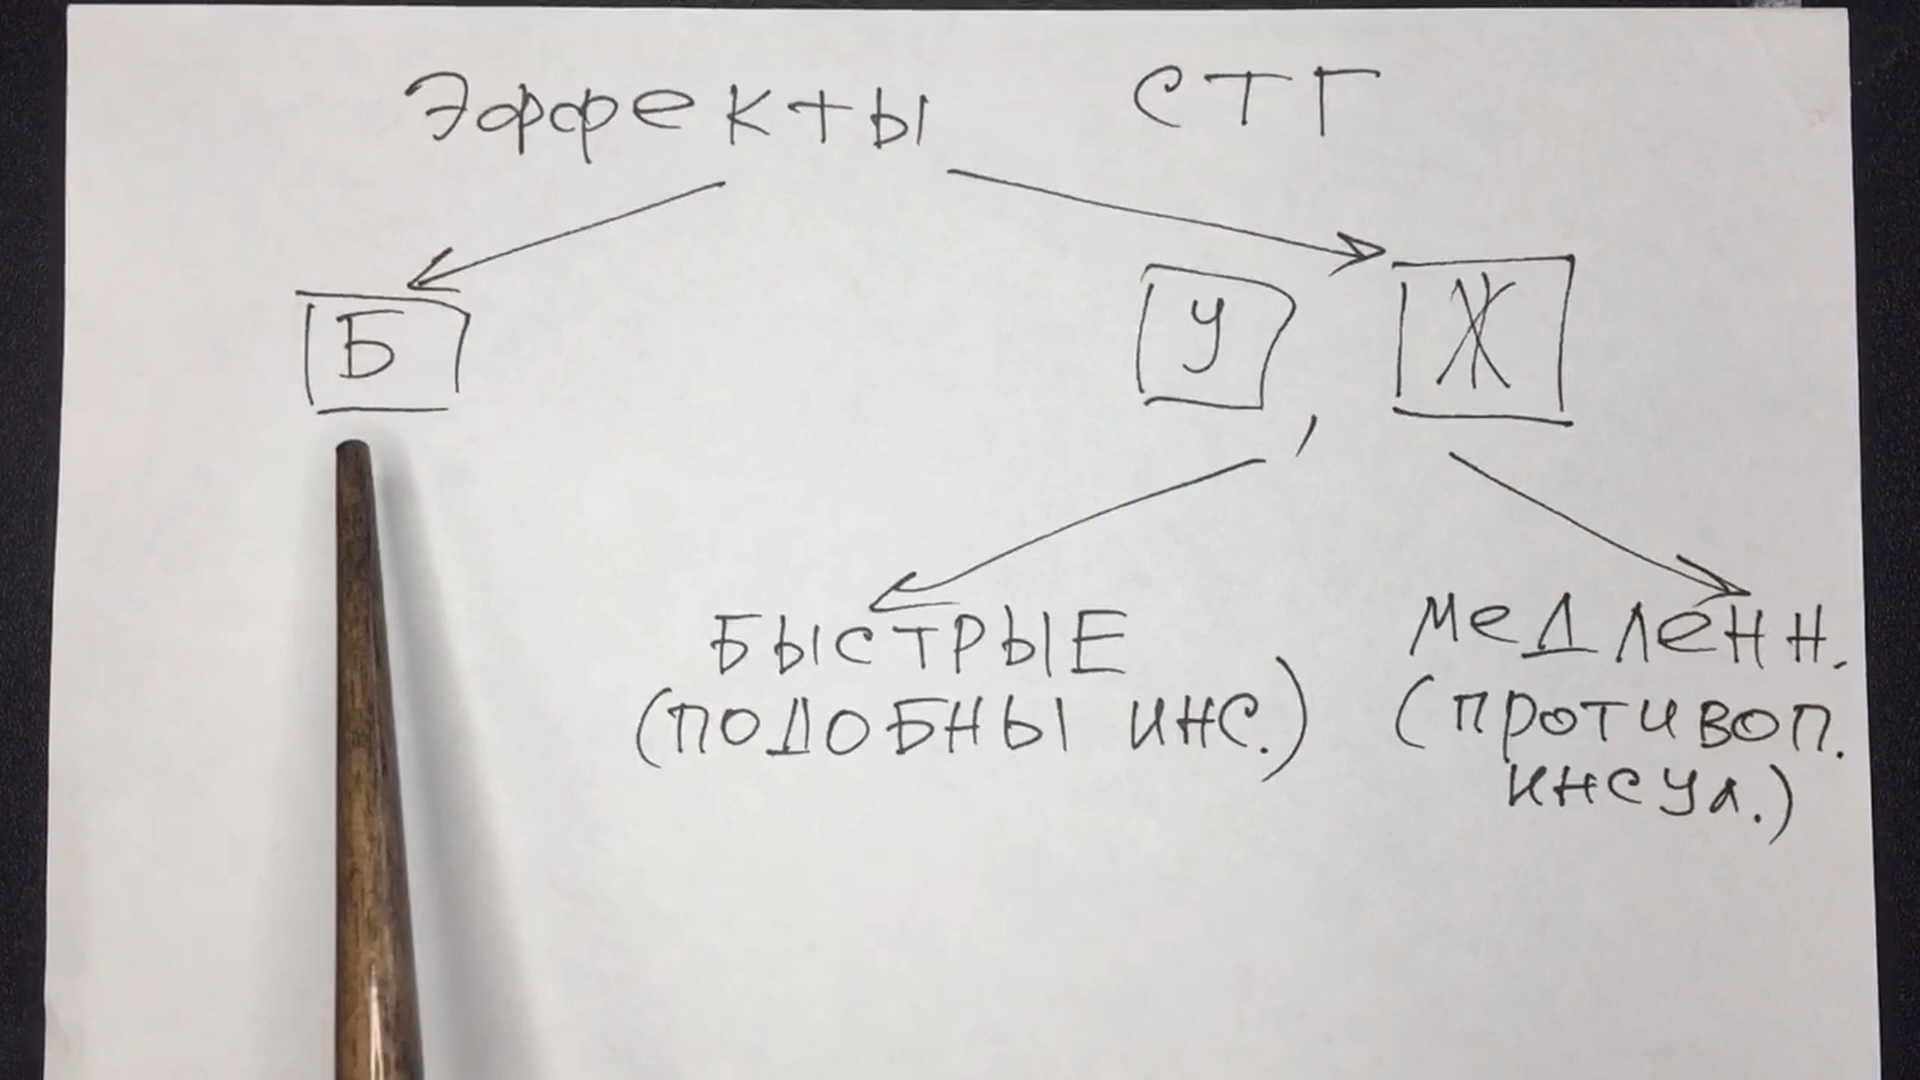 Эффекты СТГ
Б У , Ж
БЫСТРЫЕ
(ПОДОБНЫ ИНС.)
Медленн.
(противоп.
инсул.)